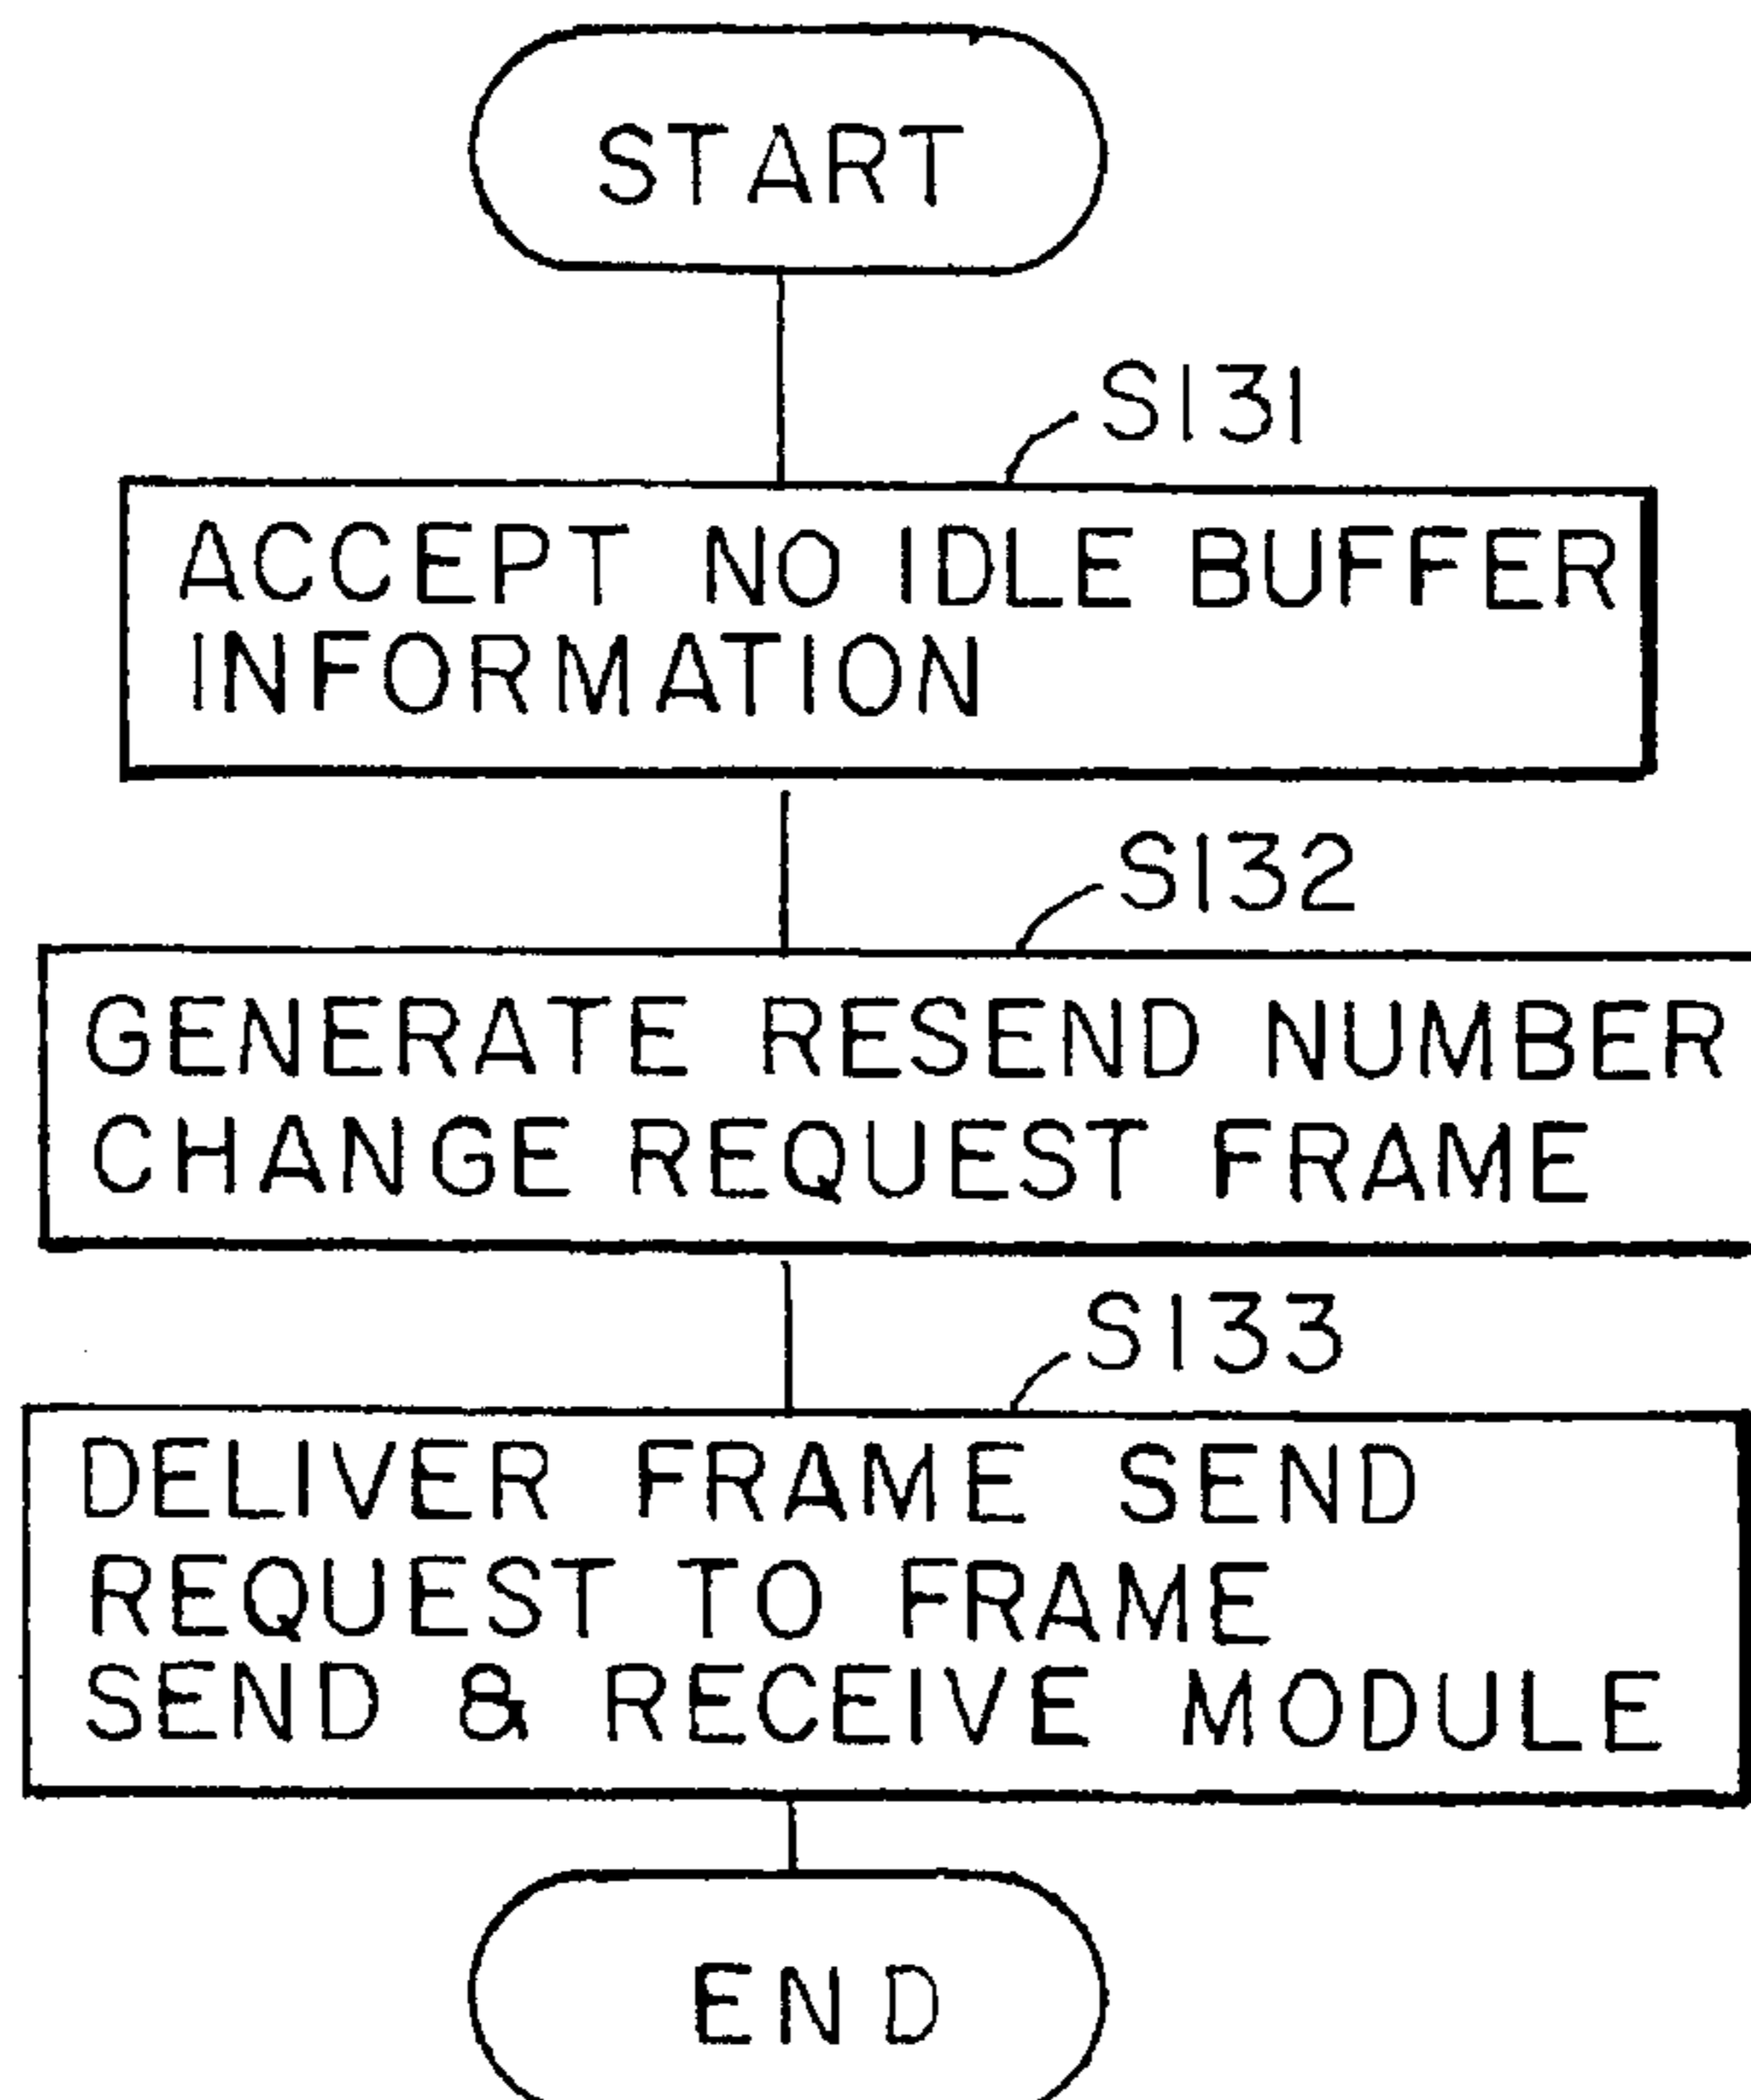 START
S131
ACCEPT NO IDLE BUFFER
INFORMATION
S132
GENERATE RESEND NUMBER
CHANGE REQUEST FRAME
S133
DELIVER FRAME SEND
REQUEST TO FRAME
SEND & RECEIVE MODULE
END